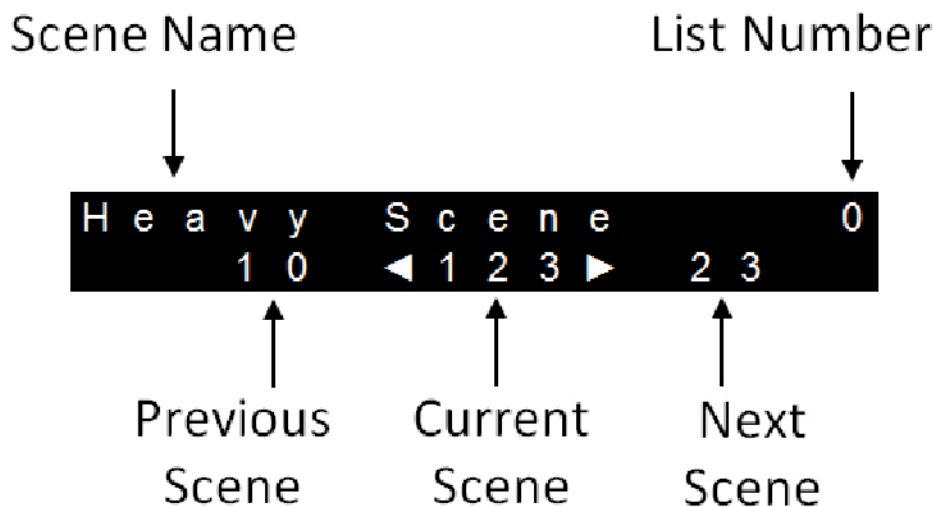 Scene Name List Number
Heavy Scene 0
10 ◀123▶ 23
Previous Current Next
Scene Scene Scene